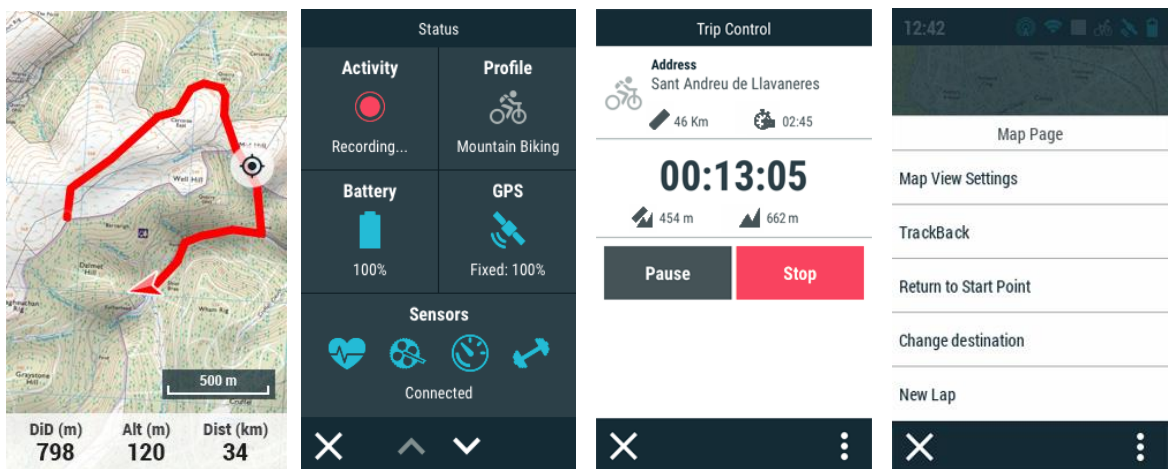 Well Hill
500 m
DiD (m)
Alt (m)
Dist (km)
798
120
34
Status
Activity
Profile
Recording...
Mountain Biking
Battery
GPS
100%
Fixed: 100%
Sensors
Connected
Trip Control
Address
Sant Andreu de Llavaneres
46 Km
02:45
00:13:05
454 m
662 m
Pause
Stop
12:42
Map Page
Map View Settings
TrackBack
Return to Start Point
Change destination
New Lap